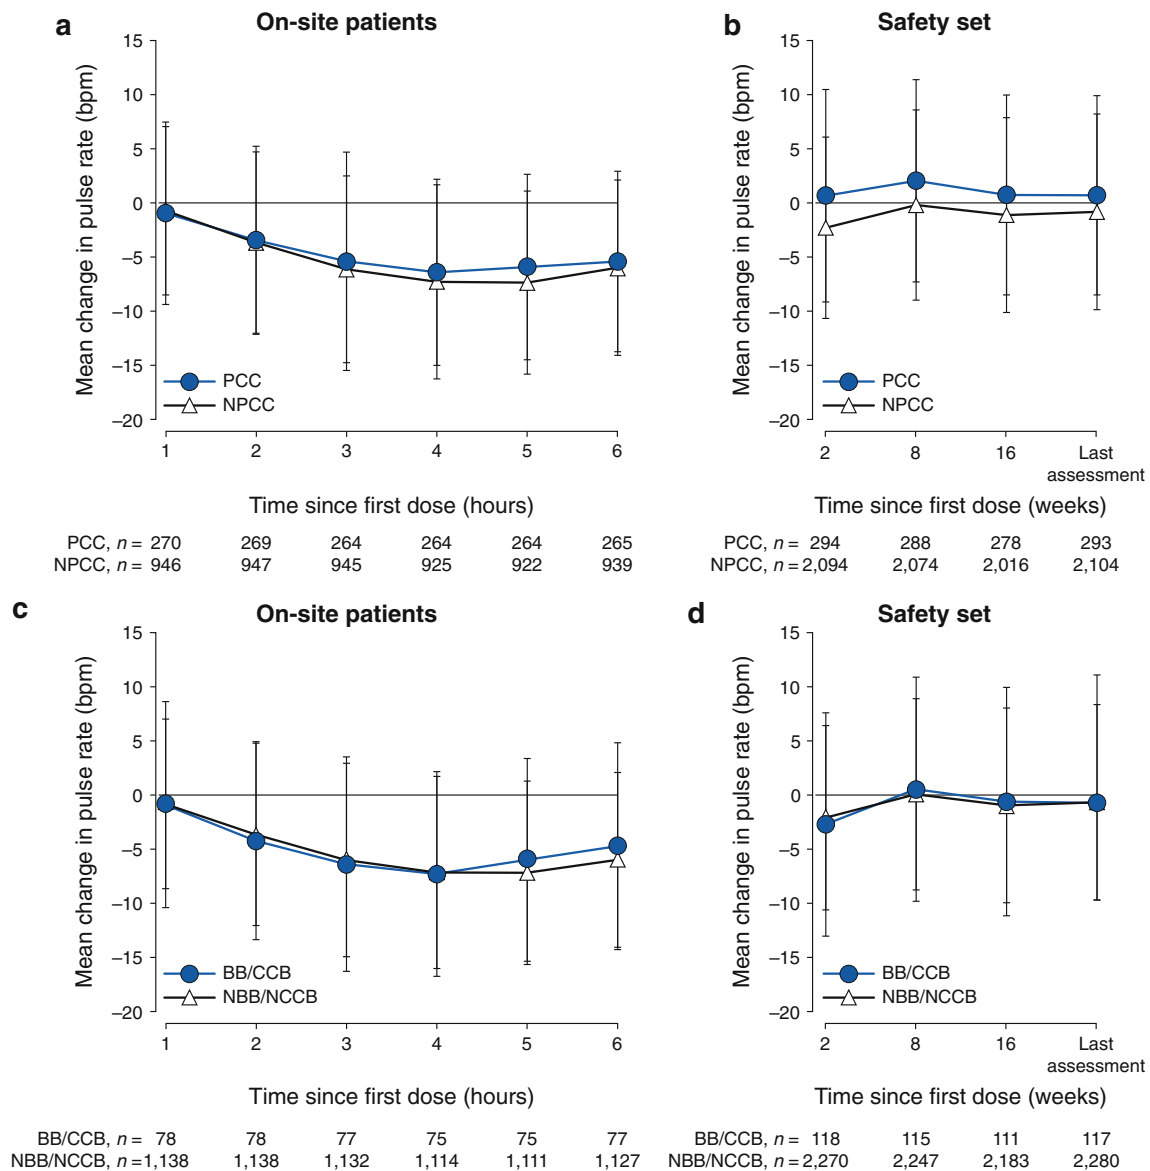 a
On-site patients
15
10
5
0
–5
–10
–15
–20
Mean change in pulse rate (bpm)
PCC
NPCC
1 2 3 4 5 6
Time since first dose (hours)
PCC, n = 270 269 264 264 264 265
NPCC, n = 946 947 945 925 922 939
b
Safety set
15
10
5
0
–5
–10
–15
–20
Mean change in pulse rate (bpm)
PCC
NPCC
2 8 16 Last
assessment
Time since first dose (weeks)
PCC, n = 294 288 278 293
NPCC, n = 2,094 2,074 2,016 2,104
c
On-site patients
15
10
5
0
–5
–10
–15
–20
Mean change in pulse rate (bpm)
BB/CCB
NBB/NCCB
1 2 3 4 5 6
Time since first dose (hours)
BB/CCB, n = 78 78 77 75 75 77
NBB/NCCB, n = 1,138 1,138 1,132 1,114 1,111 1,127
d
Safety set
15
10
5
0
–5
–10
–15
–20
Mean change in pulse rate (bpm)
BB/CCB
NBB/NCCB
2 8 16 Last
assessment
Time since first dose (weeks)
BB/CCB, n = 118 115 111 117
NBB/NCCB, n = 2,270 2,247 2,183 2,280